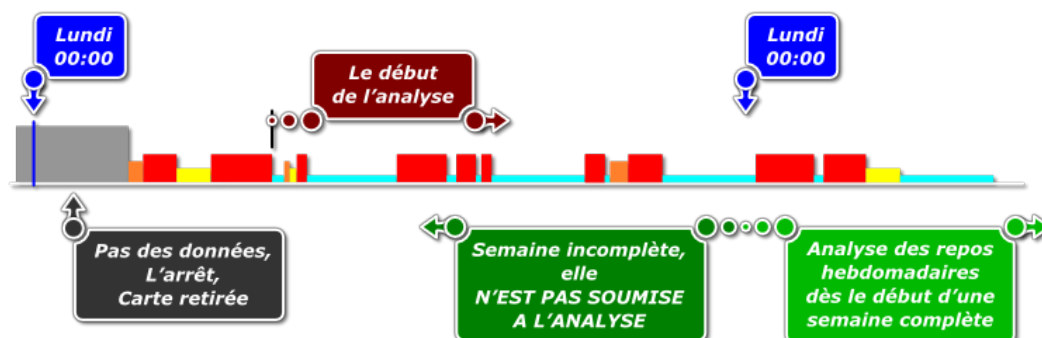 Lundi
00:00
Le début
de l'analyse
Lundi
00:00
Pas des données,
L'arrêt,
Carte retirée
Semaine incomplète,
elle
N'EST PAS SOUMISE
A L'ANALYSE
Analyse des repos
hebdomadaires
dès le début d'une
semaine complète